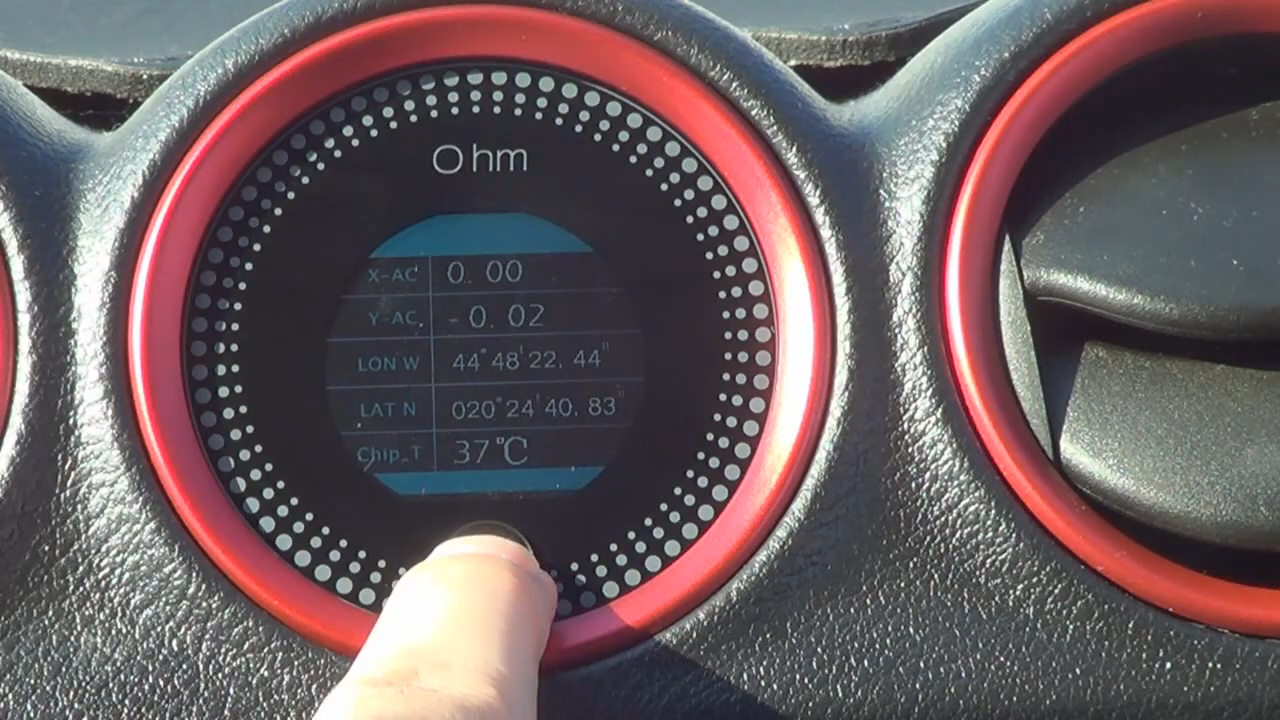 Ohm
X-AC 0.00
Y-AC -0.02
LON W 44°48'22.44"
LAT N 020°24'40.83"
Chip_T 37℃